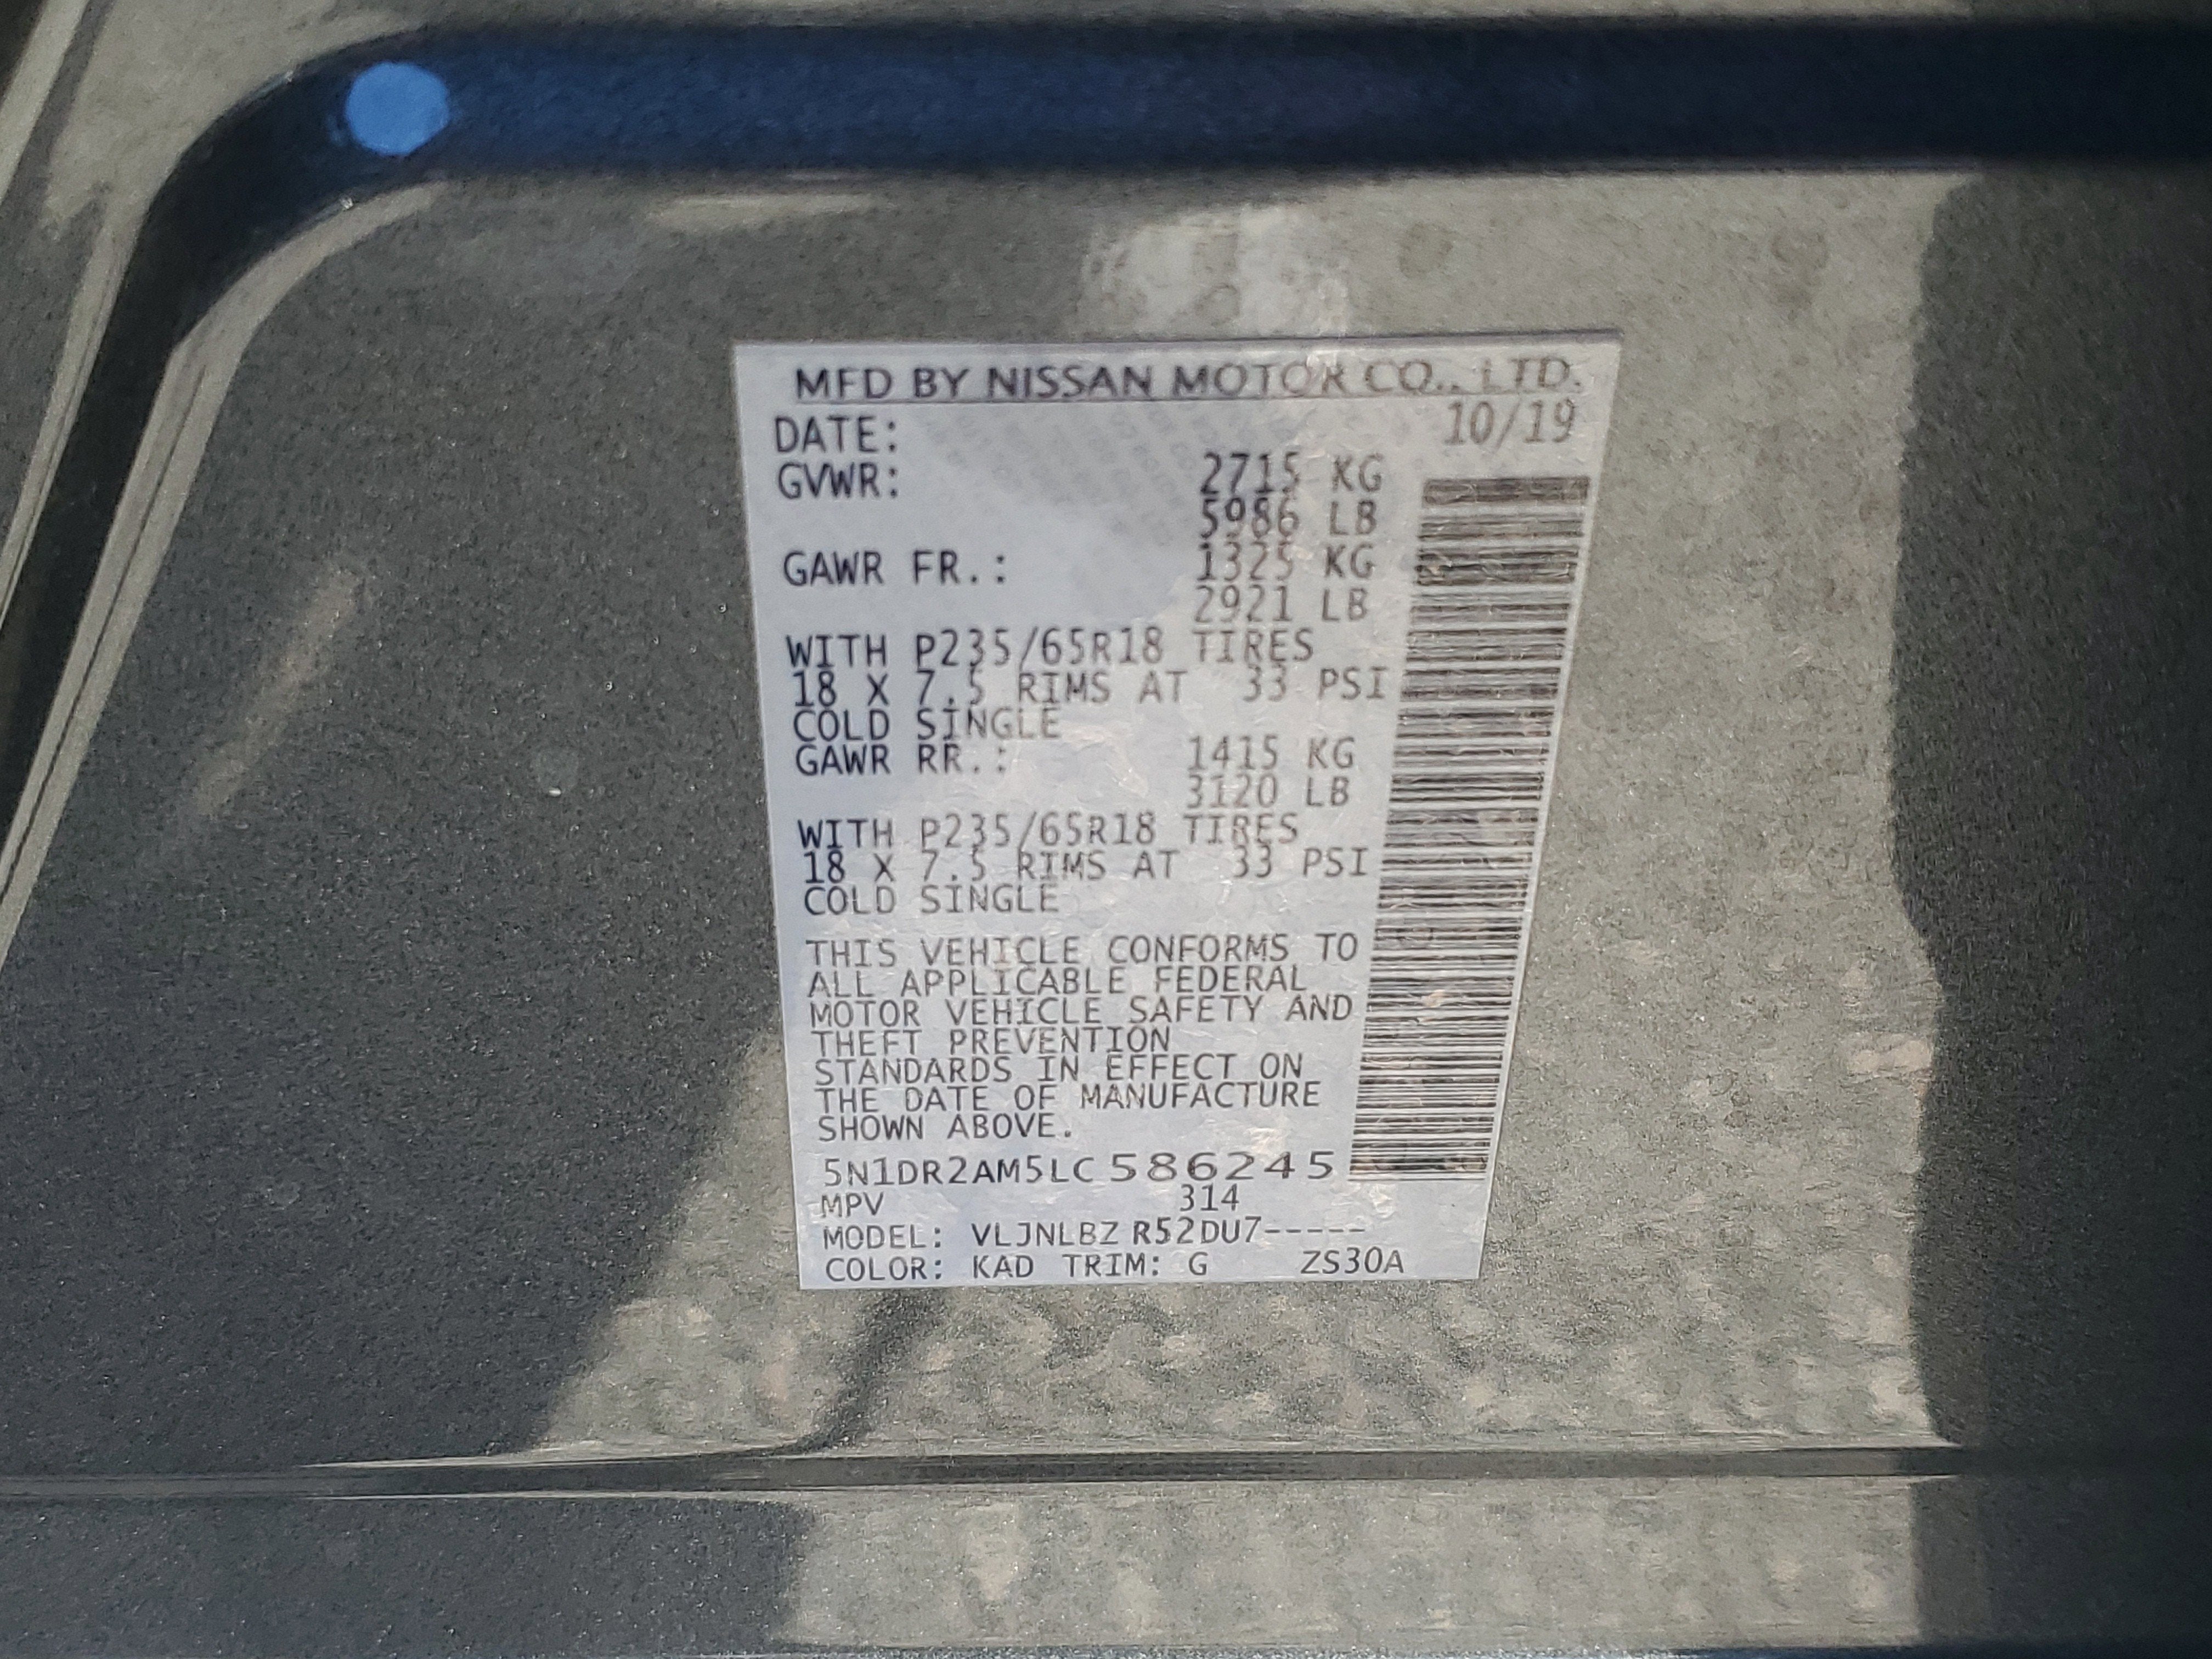 MFD BY NISSAN MOTOR CO., LTD.
DATE: 10/19
GVWR: 2715 KG
5986 LB
GAWR FR.: 1325 KG
2921 LB
WITH P235/65R18 TIRES
18 X 7.5 RIMS AT 33 PSI
COLD SINGLE
GAWR RR.: 1415 KG
3120 LB
WITH P235/65R18 TIRES
18 X 7.5 RIMS AT 33 PSI
COLD SINGLE
THIS VEHICLE CONFORMS TO
ALL APPLICABLE FEDERAL
MOTOR VEHICLE SAFETY AND
THEFT PREVENTION
STANDARDS IN EFFECT ON
THE DATE OF MANUFACTURE
SHOWN ABOVE.
5N1DR2AM5LC586245
MPV 314
MODEL: VLJNLBZ R52DU7-----
COLOR: KAD TRIM: G ZS30A